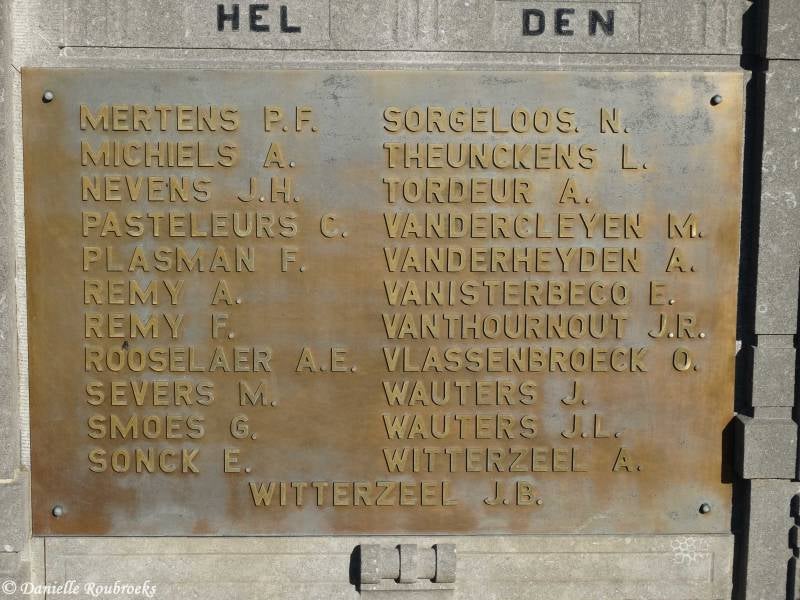 HEL DEN
MERTENS P.F.
MICHIELS A.
NEVENS J.H.
PASTELEURS C.
PLASMAN F.
REMY A.
REMY F.
ROOSELAER A.E.
SEVERS M.
SMOES G.
SONCK E.
SORGELOOS. N.
THEUNCKENS L.
TORDEUR A.
VANDERCLEYEN M.
VANDERHEYDEN A.
VANISTERBECQ E.
VANTHOURNOUT J.R.
VLASSENBROECK O.
WAUTERS J.
WAUTERS J.L.
WITTERZEEL A.
WITTERZEEL J.B.
© Danielle Roubroeks